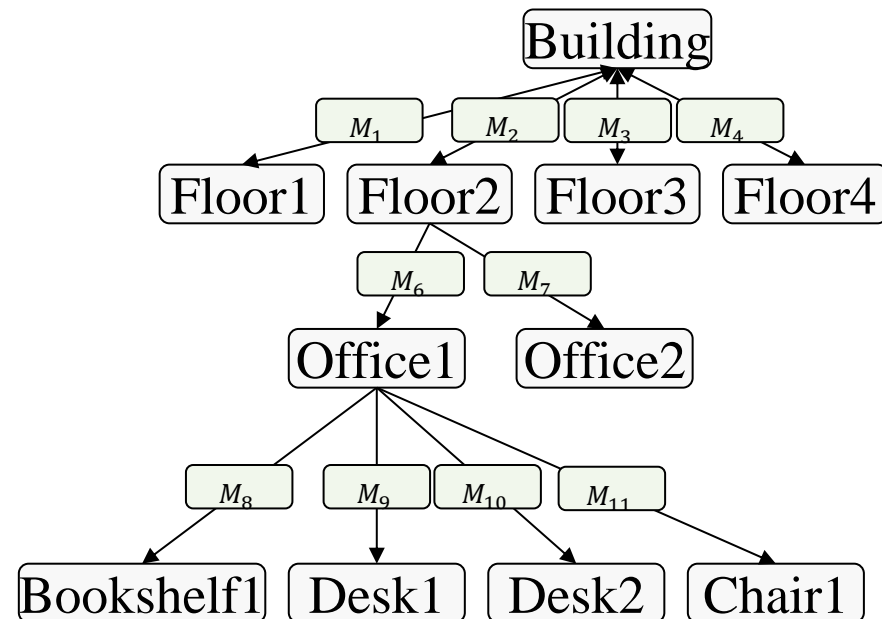 Building
M₁ M₂ M₃ M₄
Floor1 Floor2 Floor3 Floor4
M₆ M₇
Office1 Office2
M₈ M₉ M₁₀ M₁₁
Bookshelf1 Desk1 Desk2 Chair1